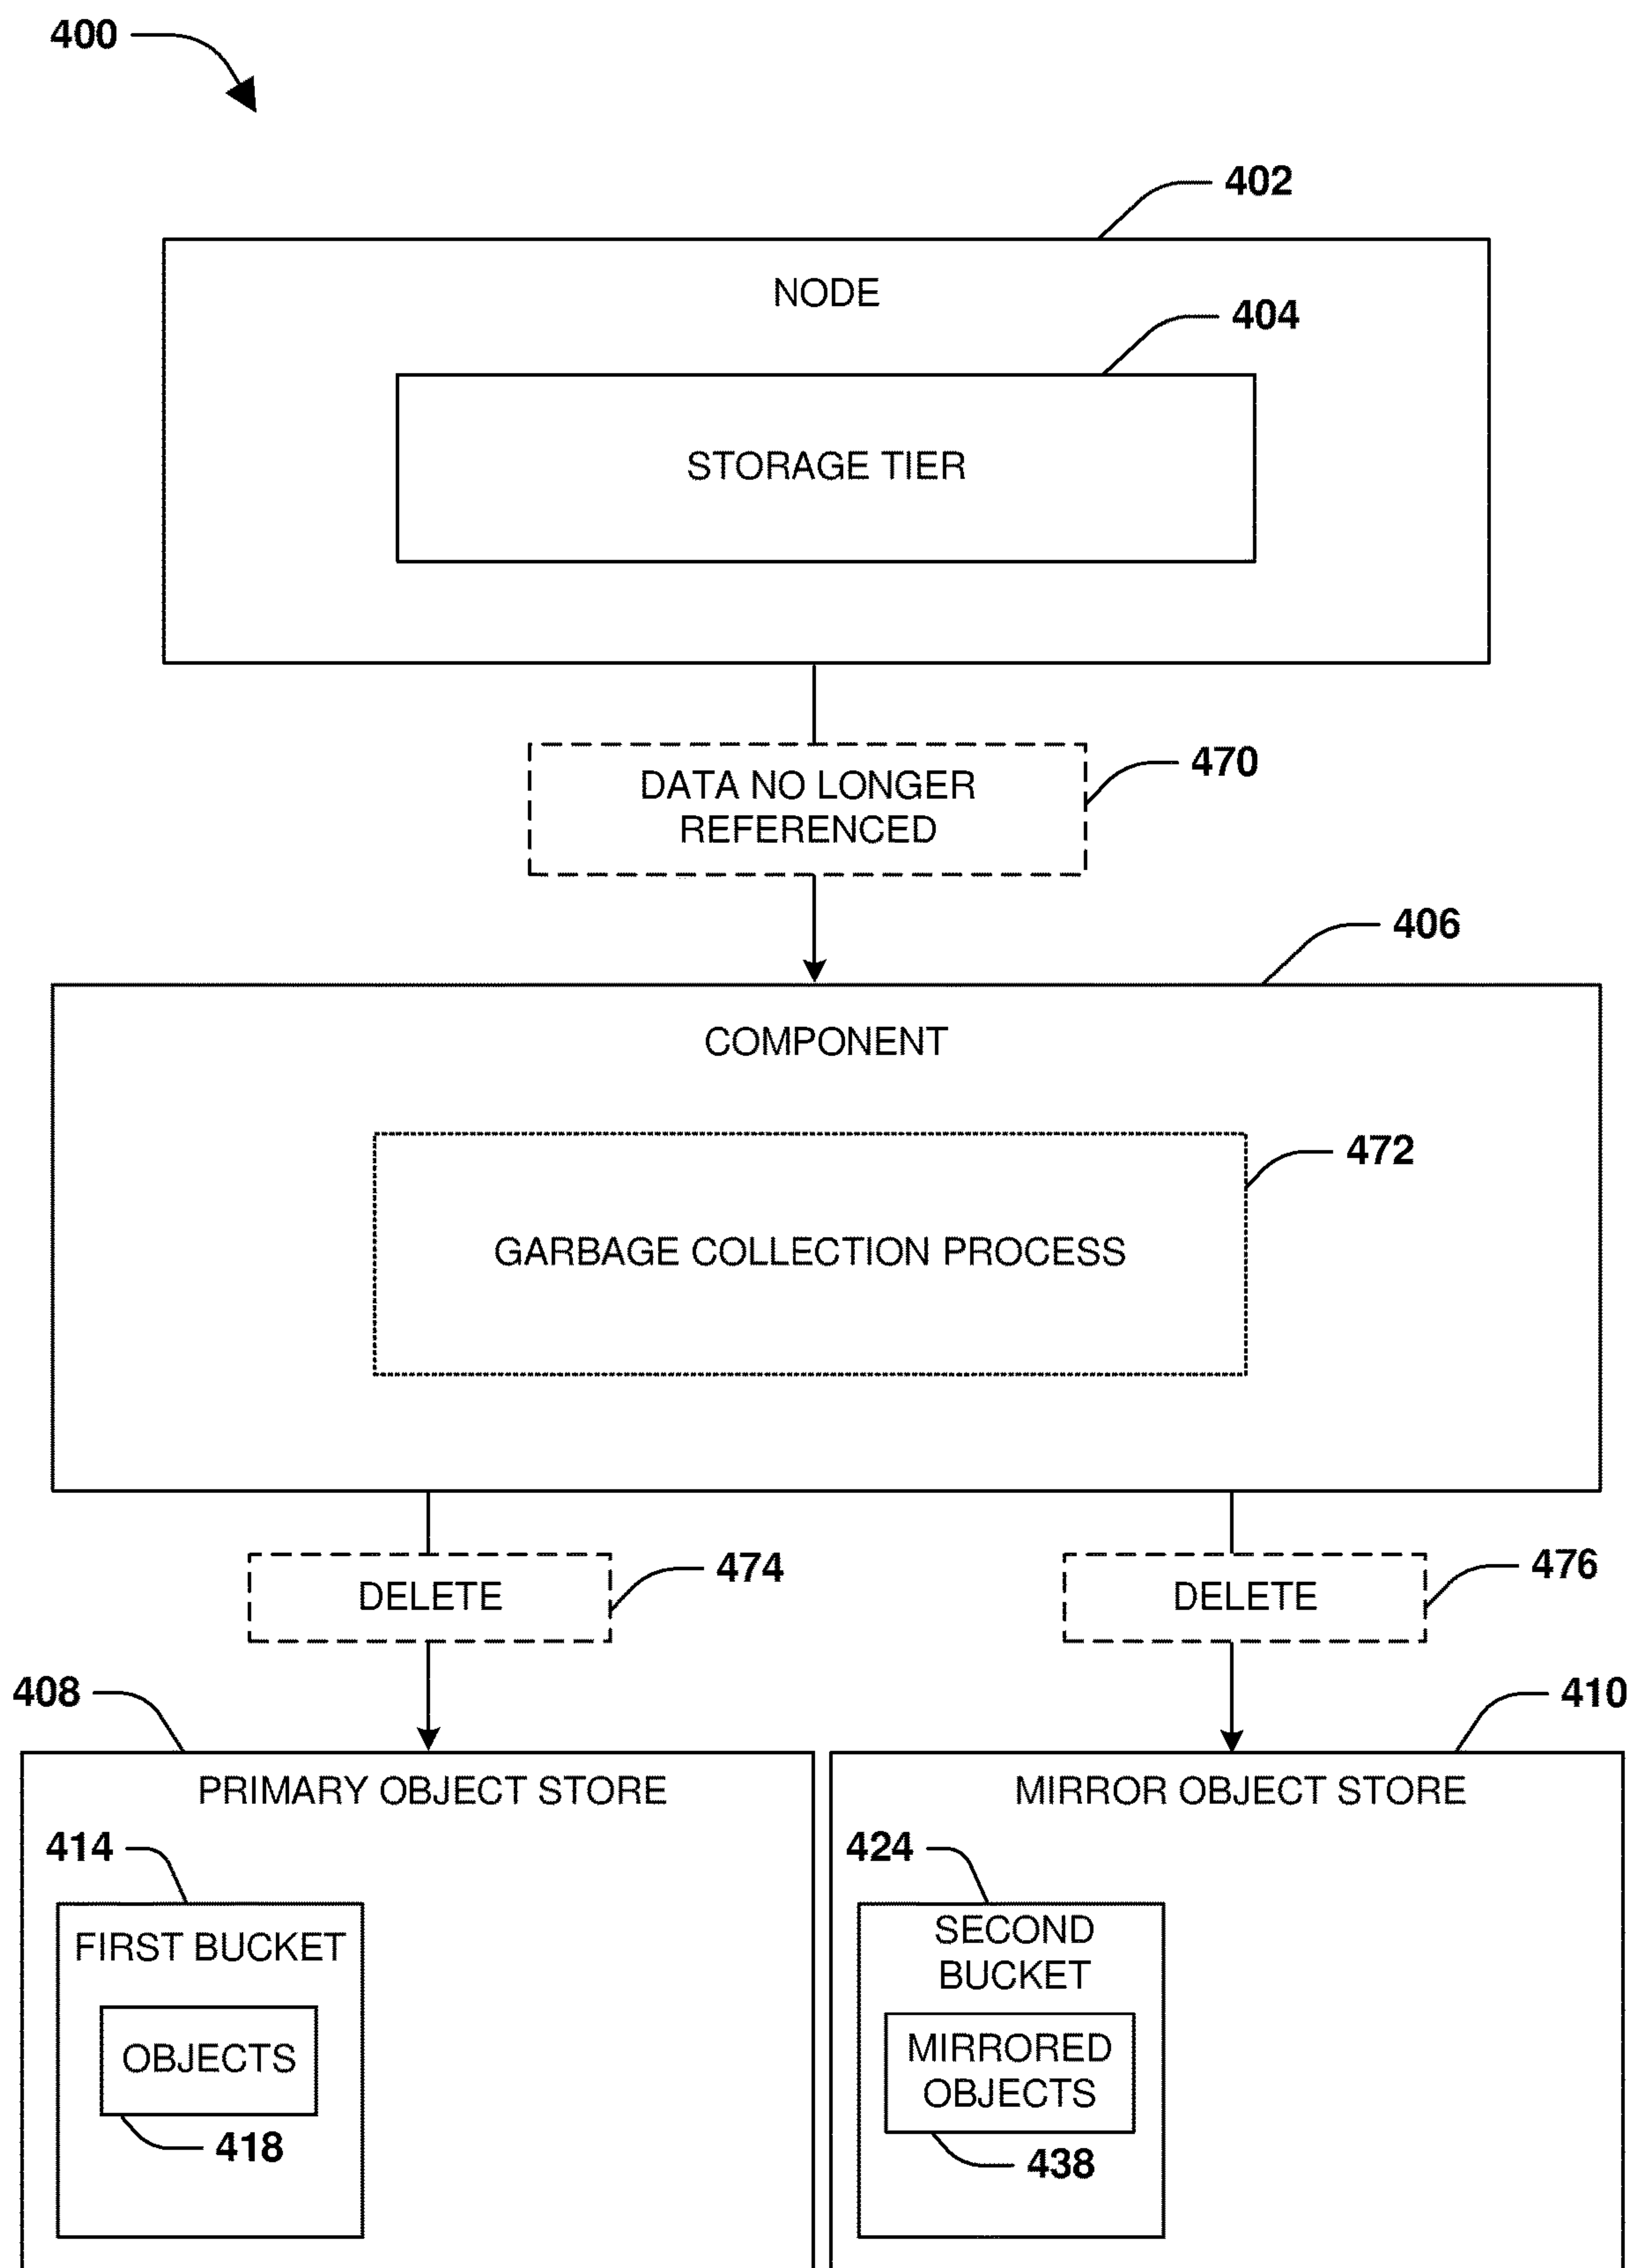 400
402
NODE
404
STORAGE TIER
DATA NO LONGER
REFERENCED
470
406
COMPONENT
472
GARBAGE COLLECTION PROCESS
DELETE
474
DELETE
476
408
410
PRIMARY OBJECT STORE
MIRROR OBJECT STORE
414
424
FIRST BUCKET
SECOND
BUCKET
OBJECTS
MIRRORED
OBJECTS
418
438